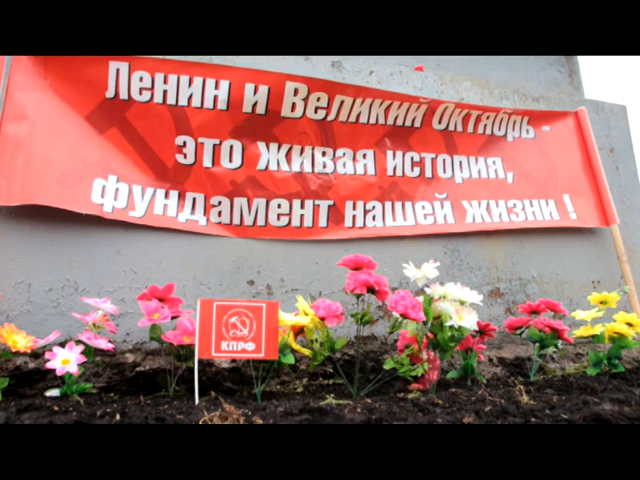 Ленин и Великий Октябрь -
это живая история,
фундамент нашей жизни !
КПРФ